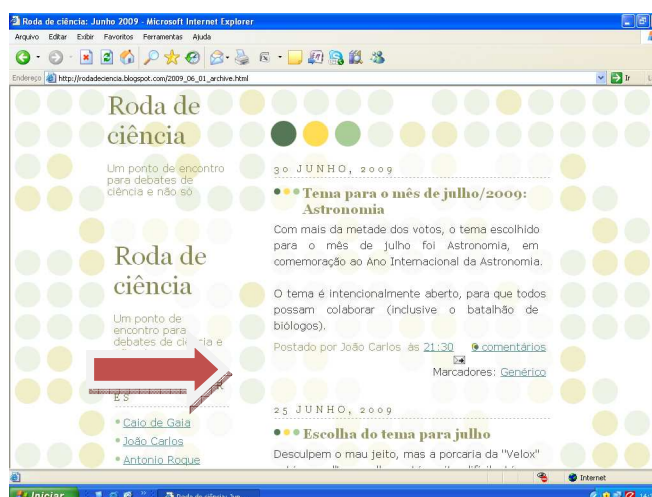 Roda de ciência: Junho 2009 - Microsoft Internet Explorer
Arquivo Editar Exibir Favoritos Ferramentas Ajuda
Endereço http://rodadeciencia.blogspot.com/2009_06_01_archive.html Ir
Roda de
ciência
Um ponto de encontro
para debates de
ciência e não só
Roda de
ciência
Um ponto de
encontro para
debates de ciência e
E S
Caio de Gaia
João Carlos
Antonio Roque
30 JUNHO, 2009
Tema para o mês de julho/2009:
Astronomia
Com mais da metade dos votos, o tema escolhido
para o mês de julho foi Astronomia, em
comemoração ao Ano Internacional da Astronomia.
O tema é intencionalmente aberto, para que todos
possam colaborar (inclusive o batalhão de
biólogos).
Postado por João Carlos às 21:30 comentários
Marcadores: Genérico
25 JUNHO, 2009
Escolha do tema para julho
Desculpem o mau jeito, mas a porcaria da "Velox"
Internet
Iniciar